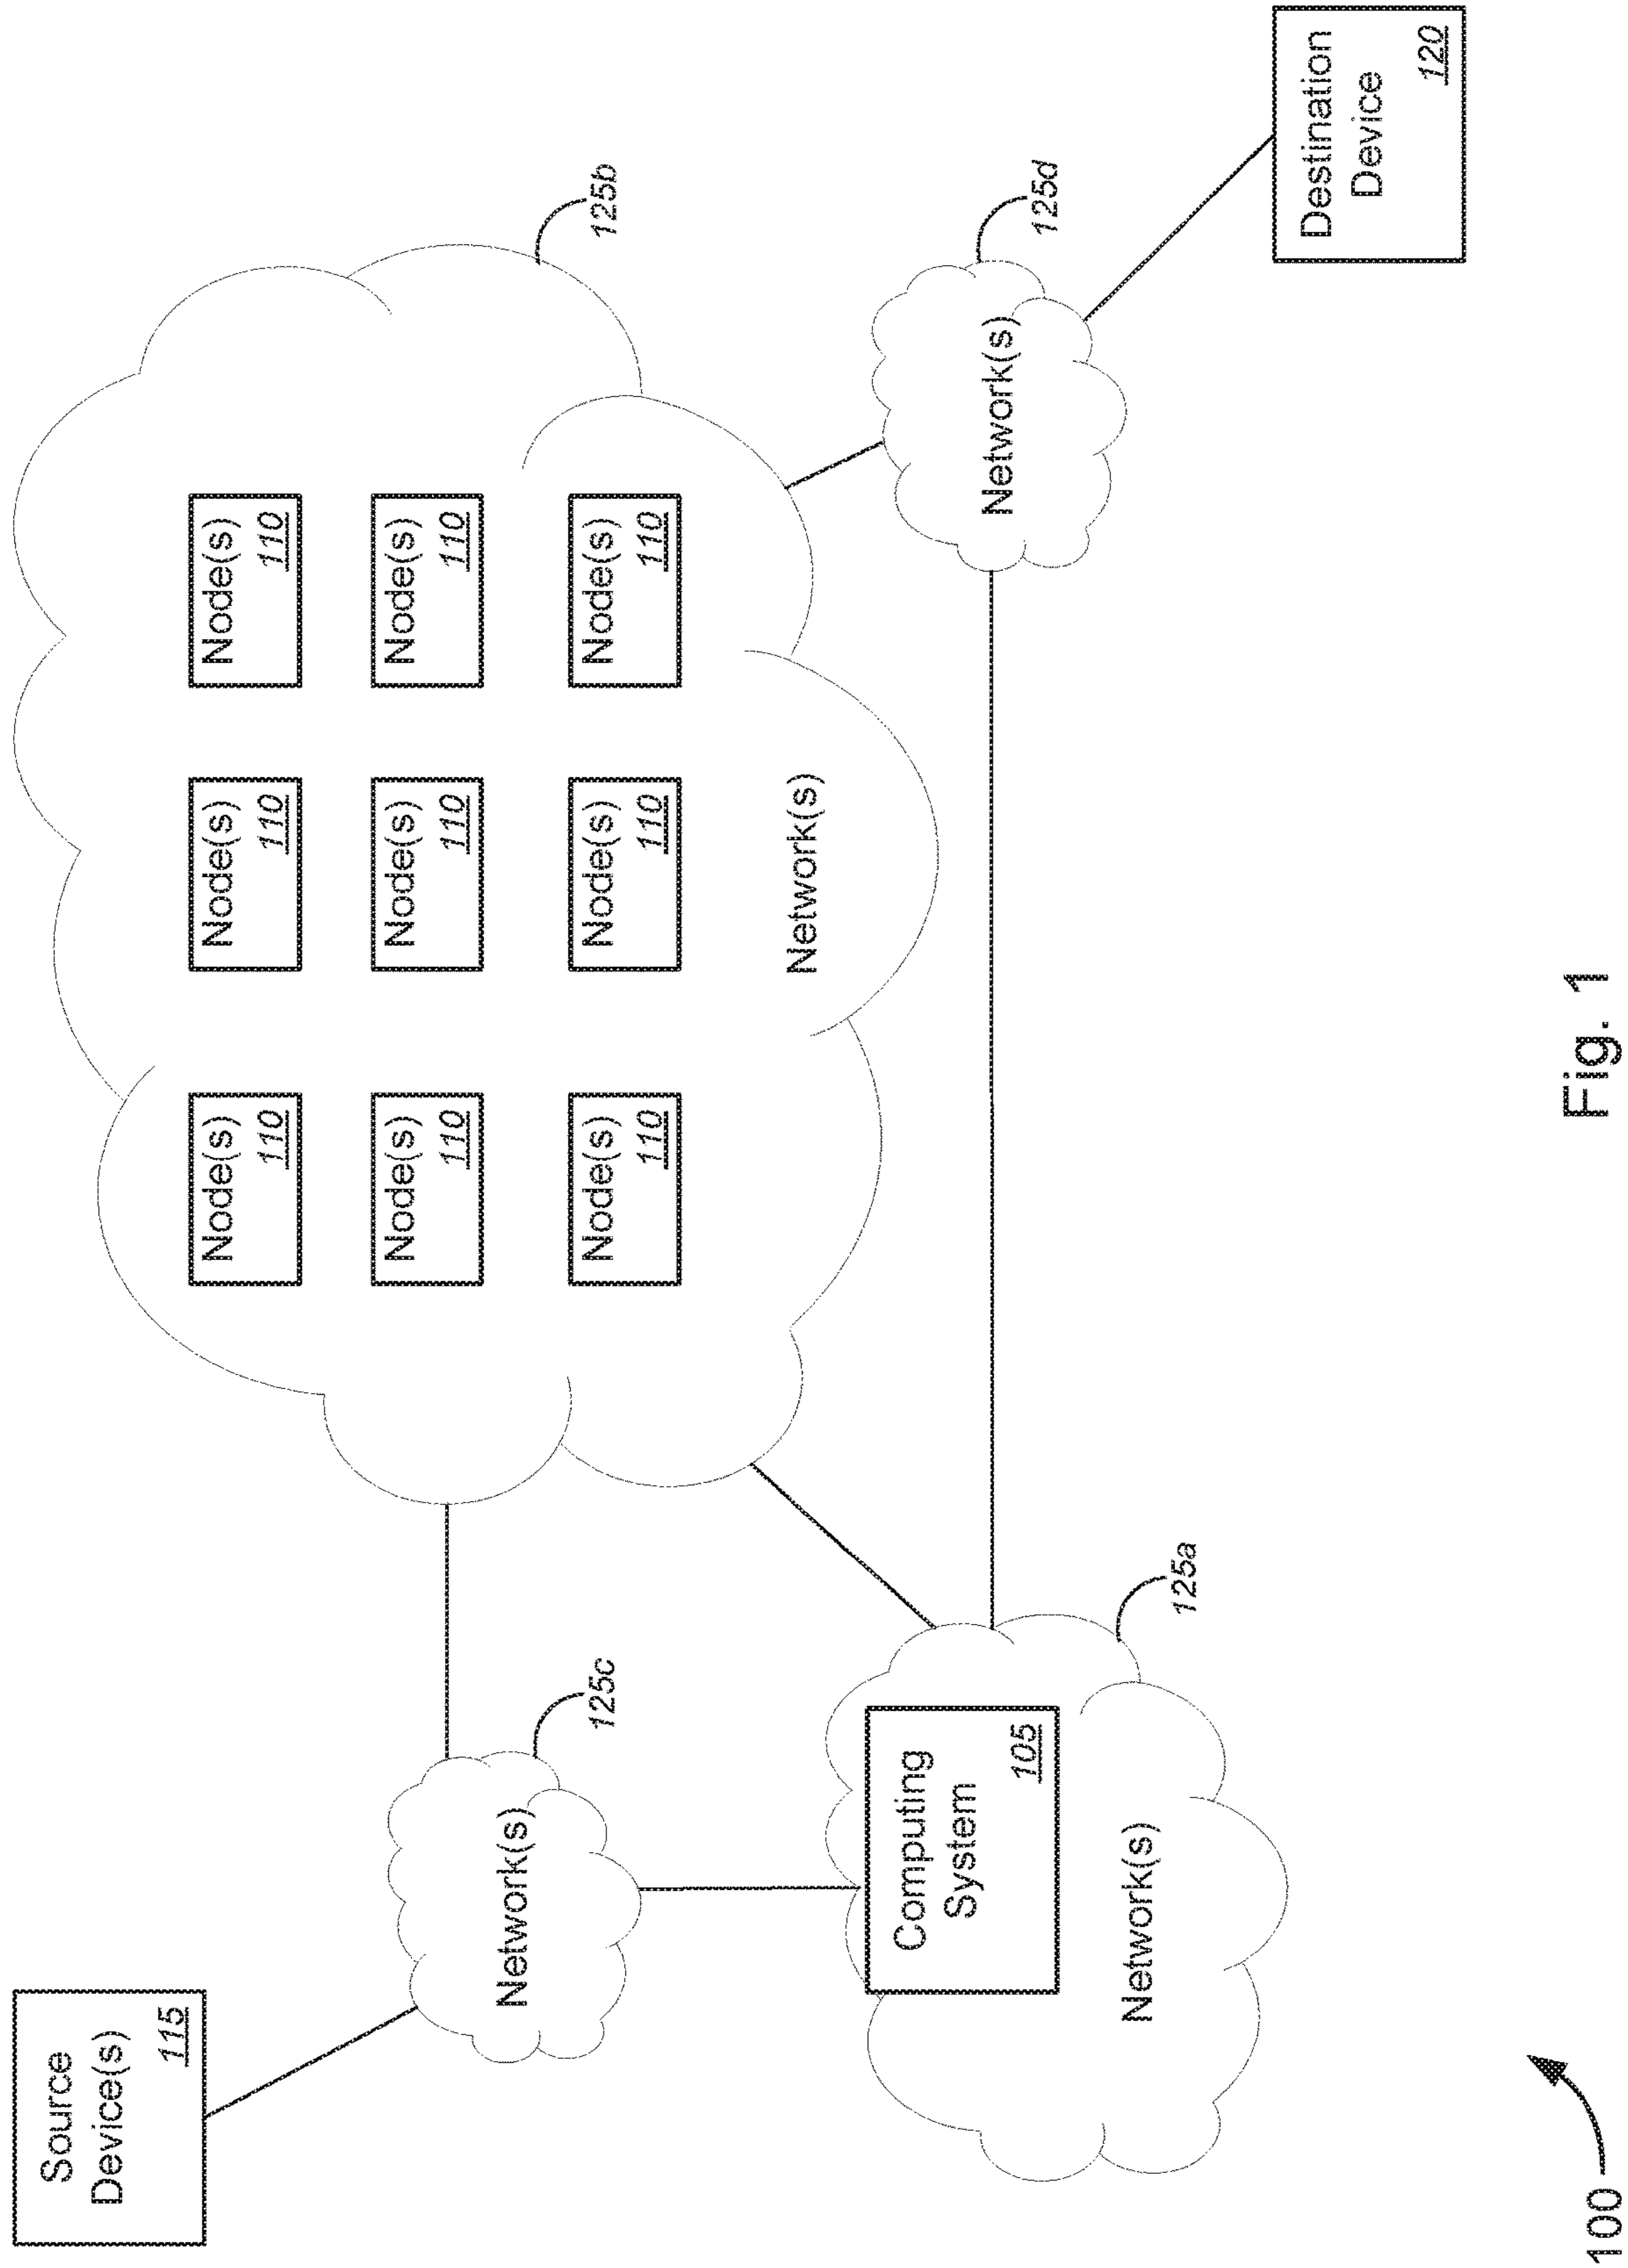 Source
Device(s)
115
Network(s)
125c
Computing
System
105
Network(s)
125a
Node(s)
110
Node(s)
110
Node(s)
110
Node(s)
110
Node(s)
110
Node(s)
110
Node(s)
110
Node(s)
110
Node(s)
110
Network(s)
125b
Network(s)
125d
Destination
Device
120
100
Fig. 1